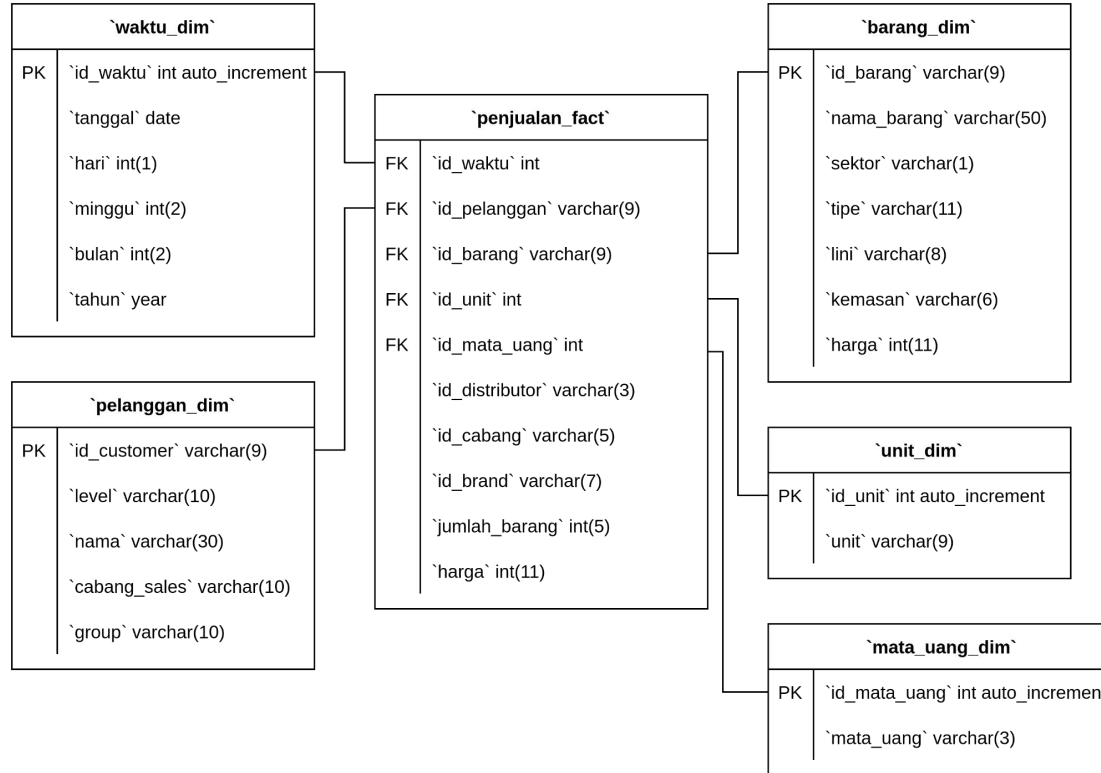 `waktu_dim`
PK `id_waktu` int auto_increment
`tanggal` date
`hari` int(1)
`minggu` int(2)
`bulan` int(2)
`tahun` year
`pelanggan_dim`
PK `id_customer` varchar(9)
`level` varchar(10)
`nama` varchar(30)
`cabang_sales` varchar(10)
`group` varchar(10)
`penjualan_fact`
FK `id_waktu` int
FK `id_pelanggan` varchar(9)
FK `id_barang` varchar(9)
FK `id_unit` int
FK `id_mata_uang` int
`id_distributor` varchar(3)
`id_cabang` varchar(5)
`id_brand` varchar(7)
`jumlah_barang` int(5)
`harga` int(11)
`barang_dim`
PK `id_barang` varchar(9)
`nama_barang` varchar(50)
`sektor` varchar(1)
`tipe` varchar(11)
`lini` varchar(8)
`kemasan` varchar(6)
`harga` int(11)
`unit_dim`
PK `id_unit` int auto_increment
`unit` varchar(9)
`mata_uang_dim`
PK `id_mata_uang` int auto_incremen
`mata_uang` varchar(3)